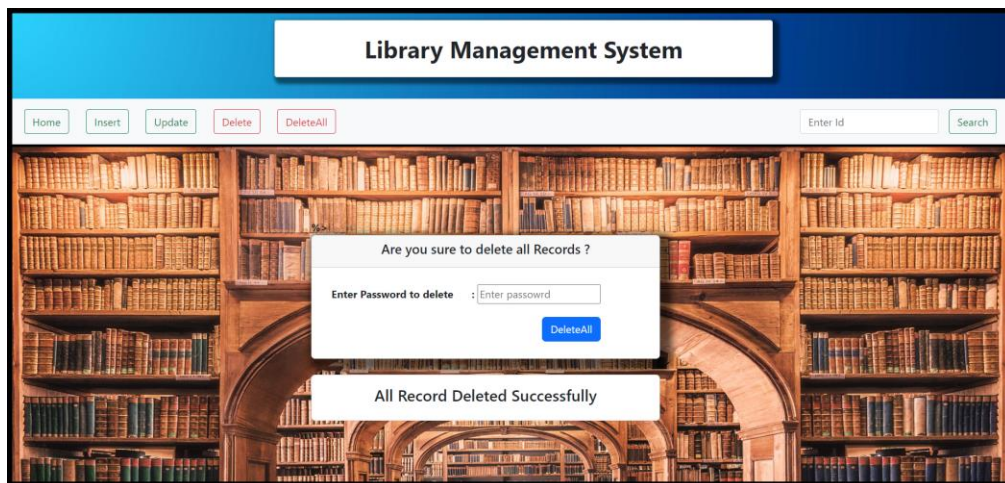 Library Management System
Home Insert Update Delete DeleteAll Enter Id Search
Are you sure to delete all Records ?
Enter Password to delete : Enter passowrd
DeleteAll
All Record Deleted Successfully